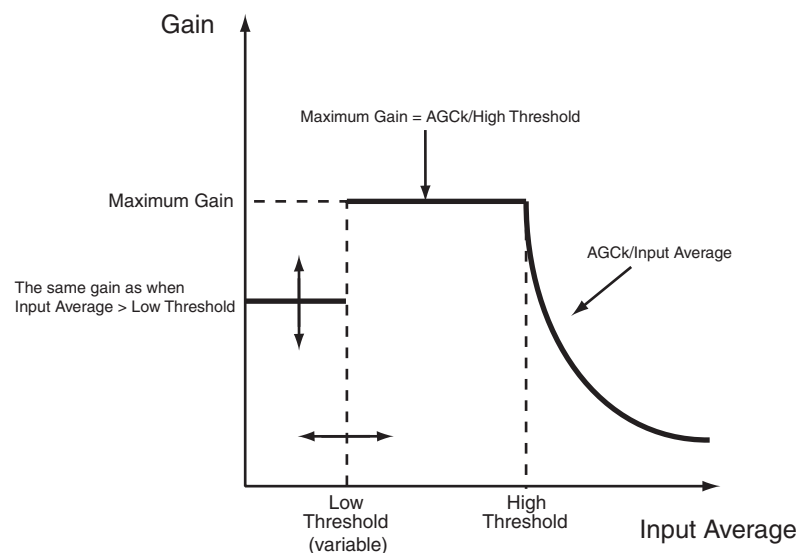 Gain
Maximum Gain = AGCk/High Threshold
Maximum Gain
AGCk/Input Average
The same gain as when
Input Average > Low Threshold
Low
Threshold
(variable)
High
Threshold
Input Average